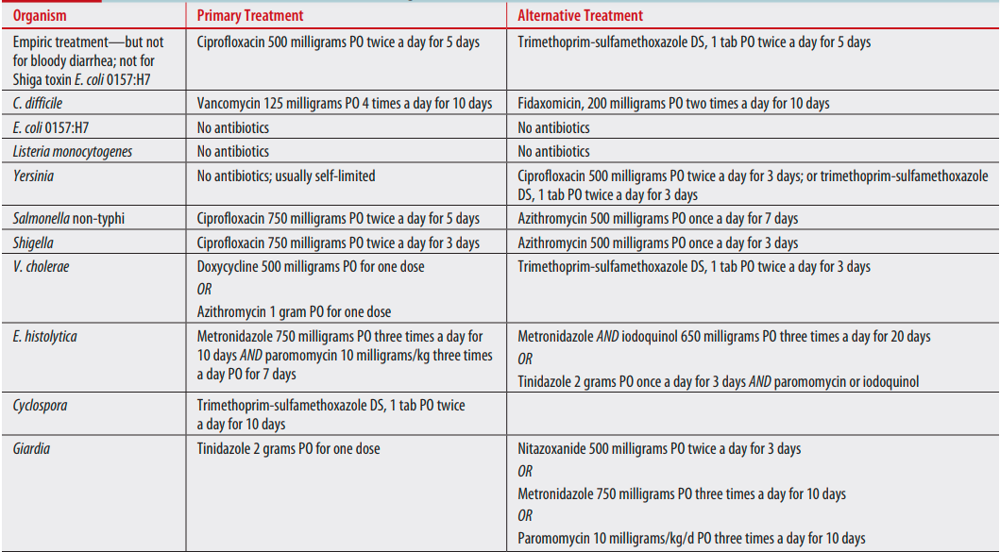 Organism Primary Treatment Alternative Treatment
Empiric treatment—but not
for bloody diarrhea; not for
Shiga toxin E. coli 0157:H7
Ciprofloxacin 500 milligrams PO twice a day for 5 days
Trimethoprim-sulfamethoxazole DS, 1 tab PO twice a day for 5 days
C. difficile
Vancomycin 125 milligrams PO 4 times a day for 10 days
Fidaxomicin, 200 milligrams PO two times a day for 10 days
E. coli 0157:H7
No antibiotics
No antibiotics
Listeria monocytogenes
No antibiotics
No antibiotics
Yersinia
No antibiotics; usually self-limited
Ciprofloxacin 500 milligrams PO twice a day for 3 days; or trimethoprim-sulfamethoxazole
DS, 1 tab PO twice a day for 3 days
Salmonella non-typhi
Ciprofloxacin 750 milligrams PO twice a day for 5 days
Azithromycin 500 milligrams PO once a day for 7 days
Shigella
Ciprofloxacin 750 milligrams PO twice a day for 3 days
Azithromycin 500 milligrams PO once a day for 3 days
V. cholerae
Doxycycline 500 milligrams PO for one dose
OR
Azithromycin 1 gram PO for one dose
Trimethoprim-sulfamethoxazole DS, 1 tab PO twice a day for 3 days
E. histolytica
Metronidazole 750 milligrams PO three times a day for
10 days AND paromomycin 10 milligrams/kg three times
a day PO for 7 days
Metronidazole AND iodoquinol 650 milligrams PO three times a day for 20 days
OR
Tinidazole 2 grams PO once a day for 3 days AND paromomycin or iodoquinol
Cyclospora
Trimethoprim-sulfamethoxazole DS, 1 tab PO twice
a day for 10 days
Giardia
Tinidazole 2 grams PO for one dose
Nitazoxanide 500 milligrams PO twice a day for 3 days
OR
Metronidazole 750 milligrams PO three times a day for 10 days
OR
Paromomycin 10 milligrams/kg/d PO three times a day for 10 days